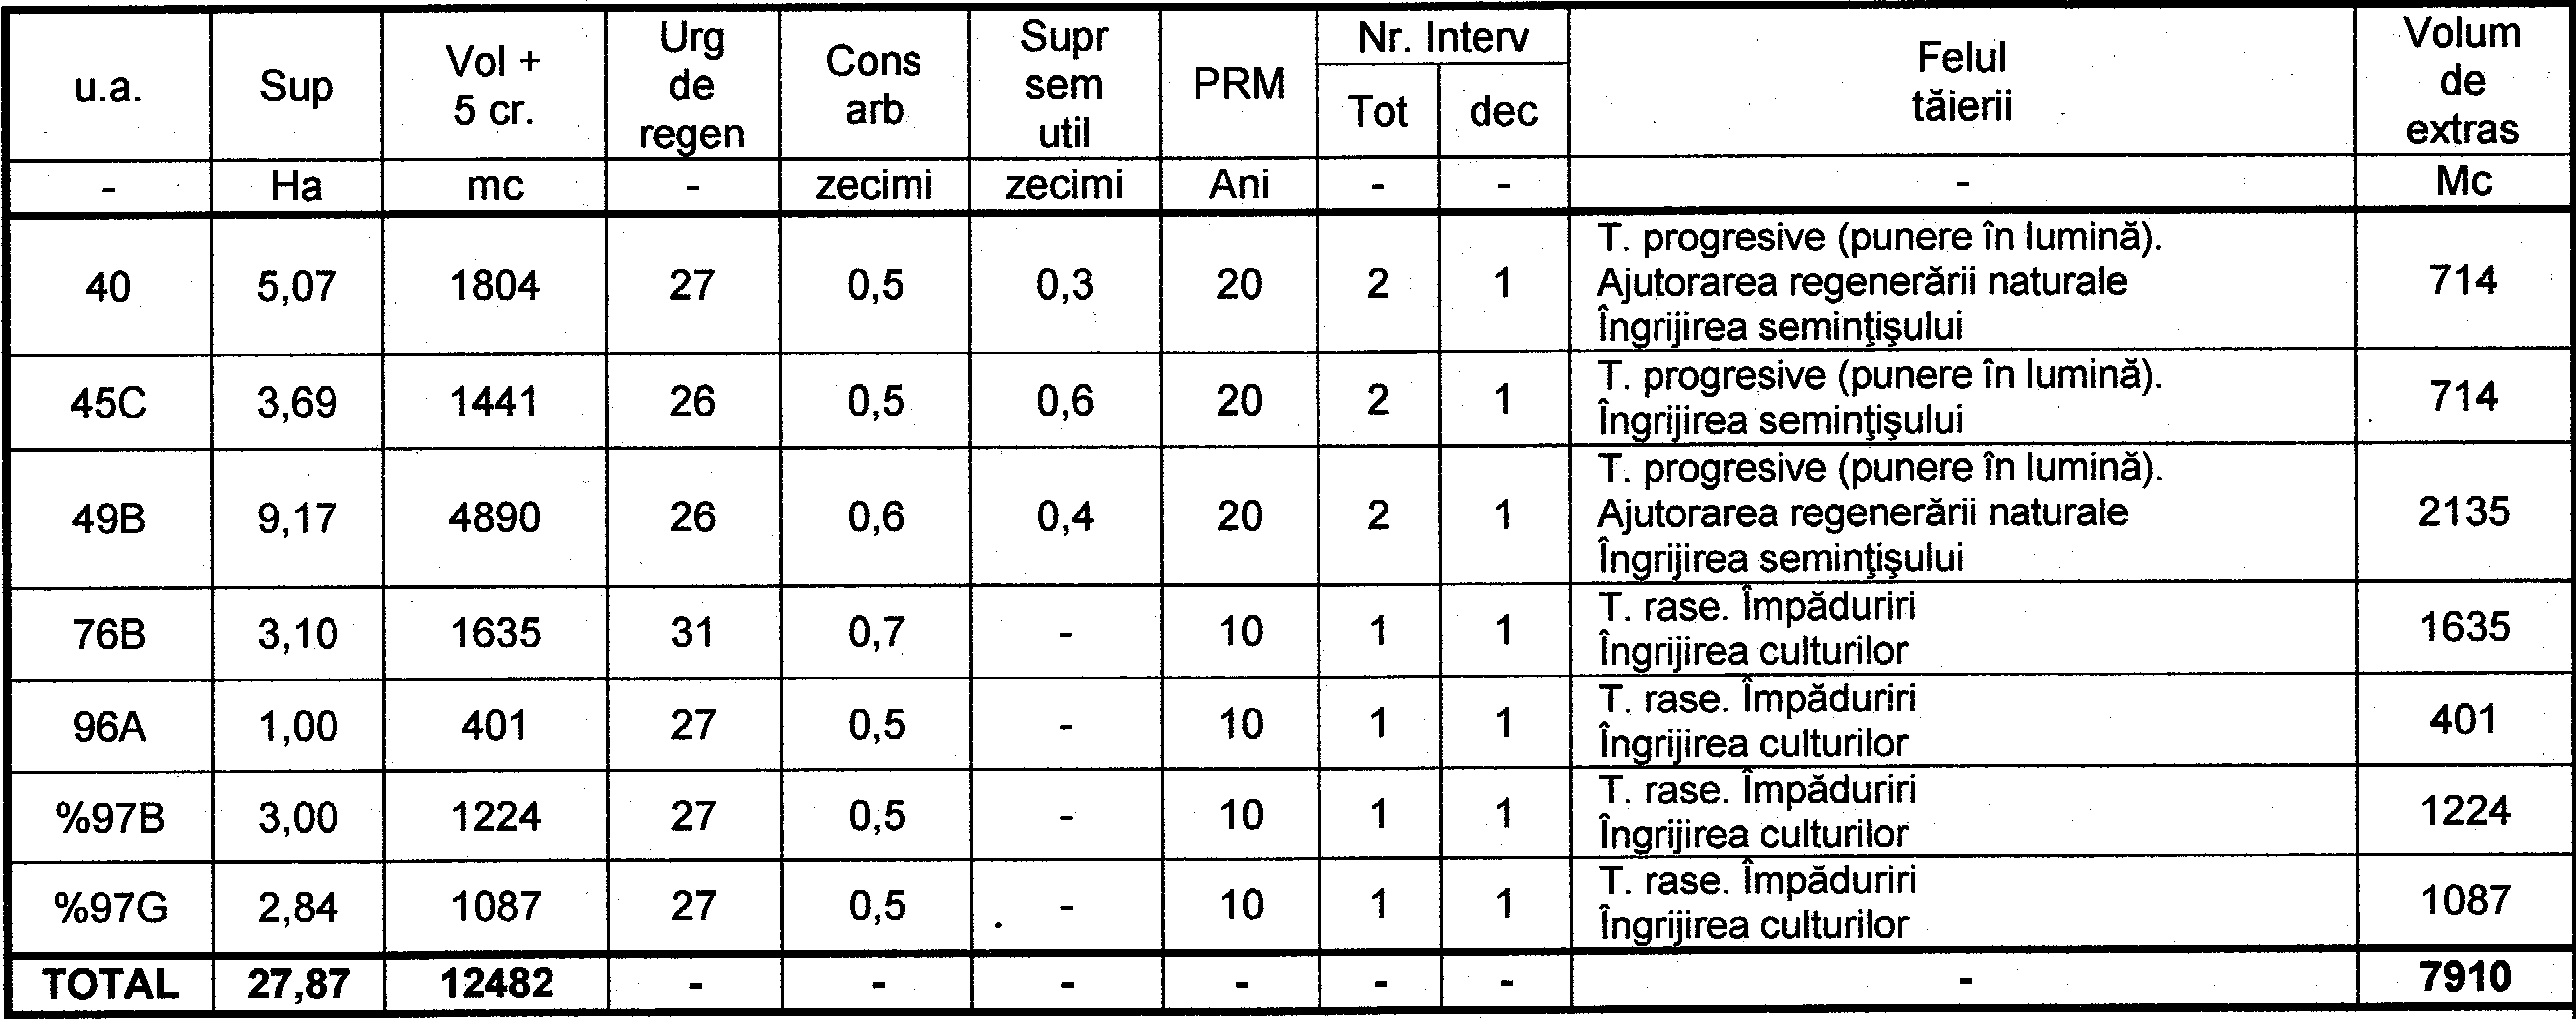 u.a. Sup Vol + 5 cr. Urg de regen Cons arb Supr sem util PRM Nr. Interv Tot dec Felul tăierii Volum de extras
- Ha mc - zecimi zecimi Ani - - - Mc
40 5,07 1804 27 0,5 0,3 20 2 1 T. progresive (punere în lumină). Ajutorarea regenerării naturale Îngrijirea seminţişului 714
45C 3,69 1441 26 0,5 0,6 20 2 1 T. progresive (punere în lumină). Îngrijirea seminţişului 714
49B 9,17 4890 26 0,6 0,4 20 2 1 T. progresive (punere în lumină). Ajutorarea regenerării naturale Îngrijirea seminţişului 2135
76B 3,10 1635 31 0,7 - 10 1 1 T. rase. Împăduriri Îngrijirea culturilor 1635
96A 1,00 401 27 0,5 - 10 1 1 T. rase. Împăduriri Îngrijirea culturilor 401
%97B 3,00 1224 27 0,5 - 10 1 1 T. rase. Împăduriri Îngrijirea culturilor 1224
%97G 2,84 1087 27 0,5 - 10 1 1 T. rase. Împăduriri Îngrijirea culturilor 1087
TOTAL 27,87 12482 - - - - - - - 7910